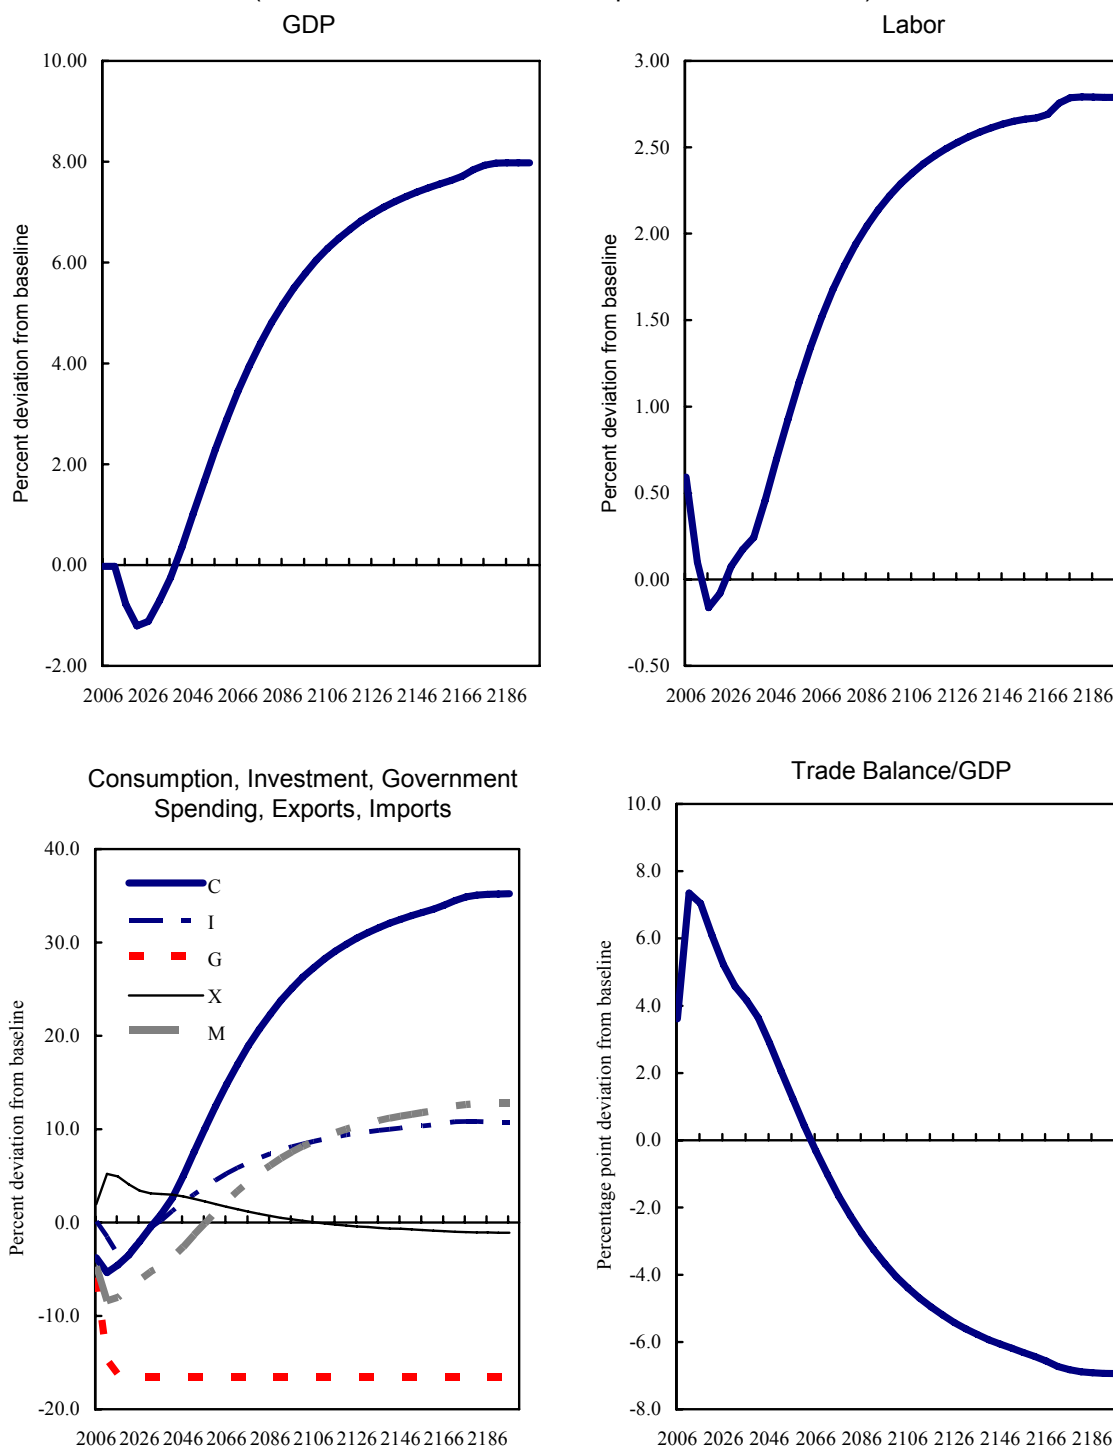 GDP
Labor
10.00
8.00
6.00
4.00
2.00
0.00
-2.00
Percent deviation from baseline
2006 2026 2046 2066 2086 2106 2126 2146 2166 2186
3.00
2.50
2.00
1.50
1.00
0.50
0.00
-0.50
Percent deviation from baseline
2006 2026 2046 2066 2086 2106 2126 2146 2166 2186
Consumption, Investment, Government
Spending, Exports, Imports
40.0
30.0
20.0
10.0
0.0
-10.0
-20.0
Percent deviation from baseline
C
I
G
X
M
2006 2026 2046 2066 2086 2106 2126 2146 2166 2186
Trade Balance/GDP
10.0
8.0
6.0
4.0
2.0
0.0
-2.0
-4.0
-6.0
-8.0
Percentage point deviation from baseline
2006 2026 2046 2066 2086 2106 2126 2146 2166 2186